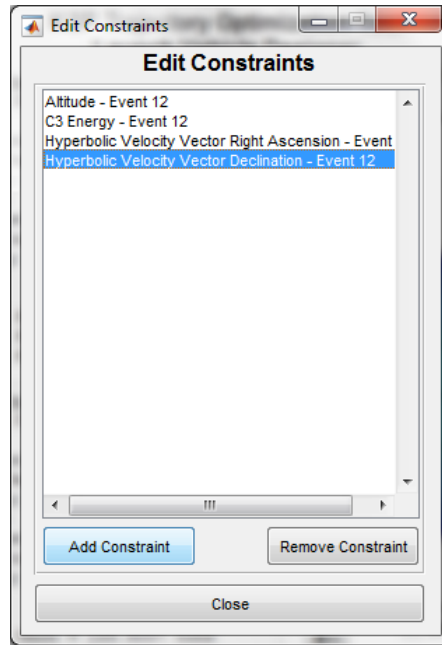 Edit Constraints
Edit Constraints
Altitude - Event 12
C3 Energy - Event 12
Hyperbolic Velocity Vector Right Ascension - Event
Hyperbolic Velocity Vector Declination - Event 12
Add Constraint
Remove Constraint
Close